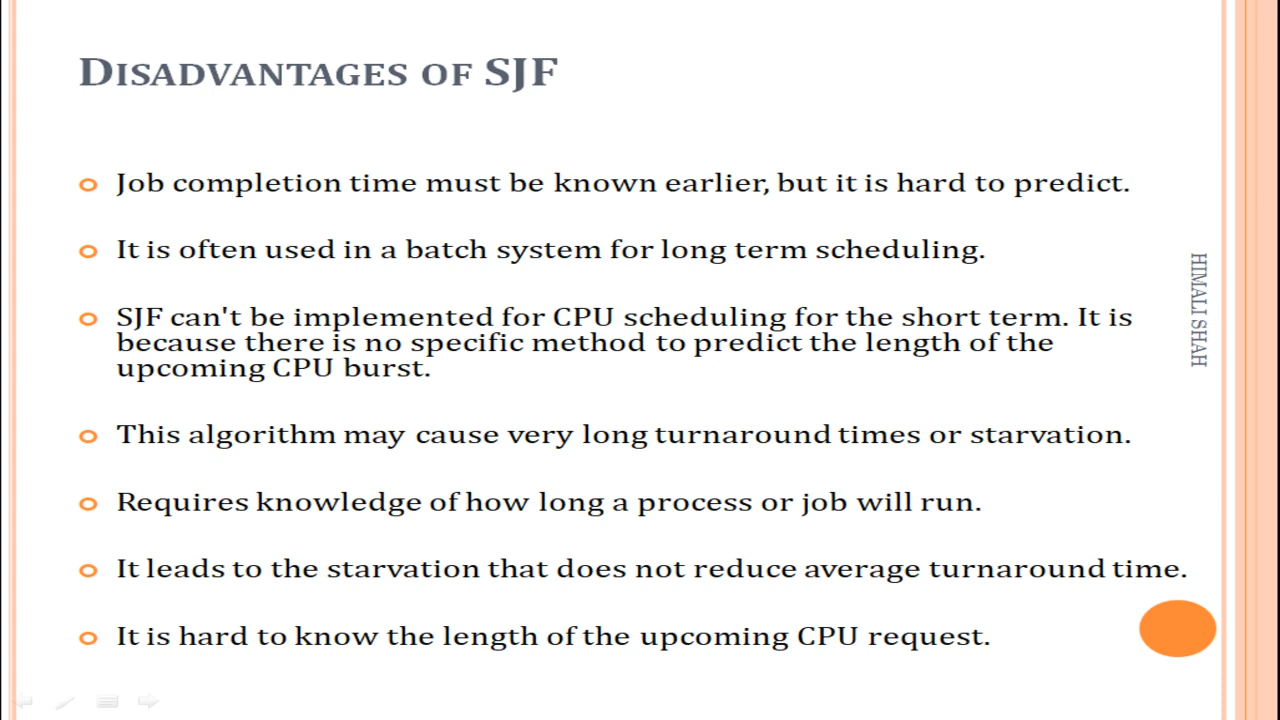 DISADVANTAGES OF SJF
Job completion time must be known earlier, but it is hard to predict.
It is often used in a batch system for long term scheduling.
SJF can't be implemented for CPU scheduling for the short term. It is
because there is no specific method to predict the length of the
upcoming CPU burst.
This algorithm may cause very long turnaround times or starvation.
Requires knowledge of how long a process or job will run.
It leads to the starvation that does not reduce average turnaround time.
It is hard to know the length of the upcoming CPU request.
HIMALI SHAH